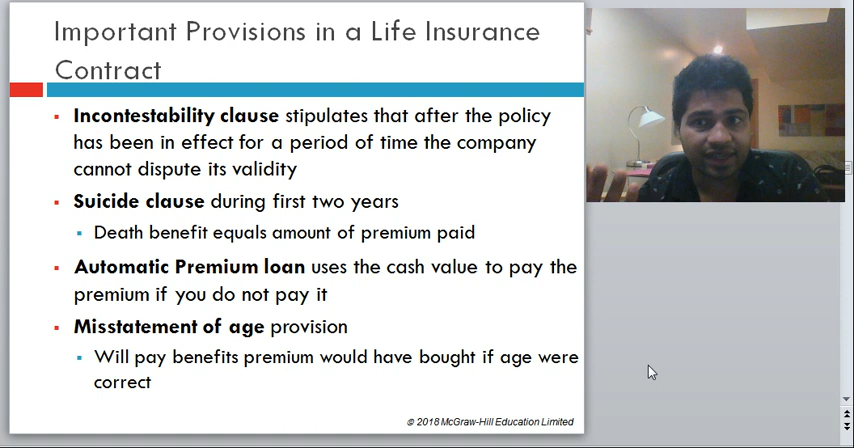 Important Provisions in a Life Insurance
Contract
Incontestability clause stipulates that after the policy
has been in effect for a period of time the company
cannot dispute its validity
Suicide clause during first two years
Death benefit equals amount of premium paid
Automatic Premium loan uses the cash value to pay the
premium if you do not pay it
Misstatement of age provision
Will pay benefits premium would have bought if age were
correct
© 2018 McGraw-Hill Education Limited